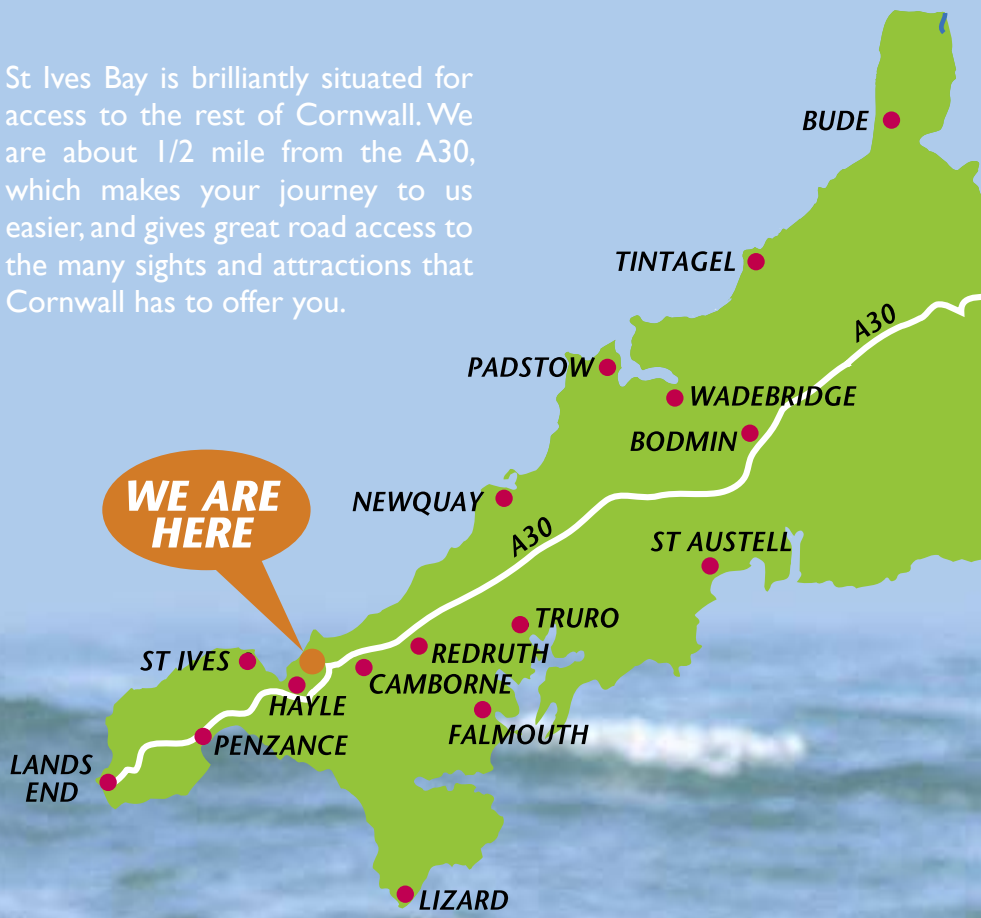 St Ives Bay is brilliantly situated for
access to the rest of Cornwall. We
are about 1/2 mile from the A30,
which makes your journey to us
easer, and gives great road access to
the many sights and attractions that
Cornwall has to offer you.
BUDE
TINTAGEL
A30
PADSTOW
WADEBRIDGE
BODMIN
WE ARE
HERE
NEWQUAY
A30
ST AUSTELL
TRURO
ST IVES
REDRUTH
CAMBORNE
HAYLE
FALMOUTH
PENZANCE
LANDS
END
LIZARD